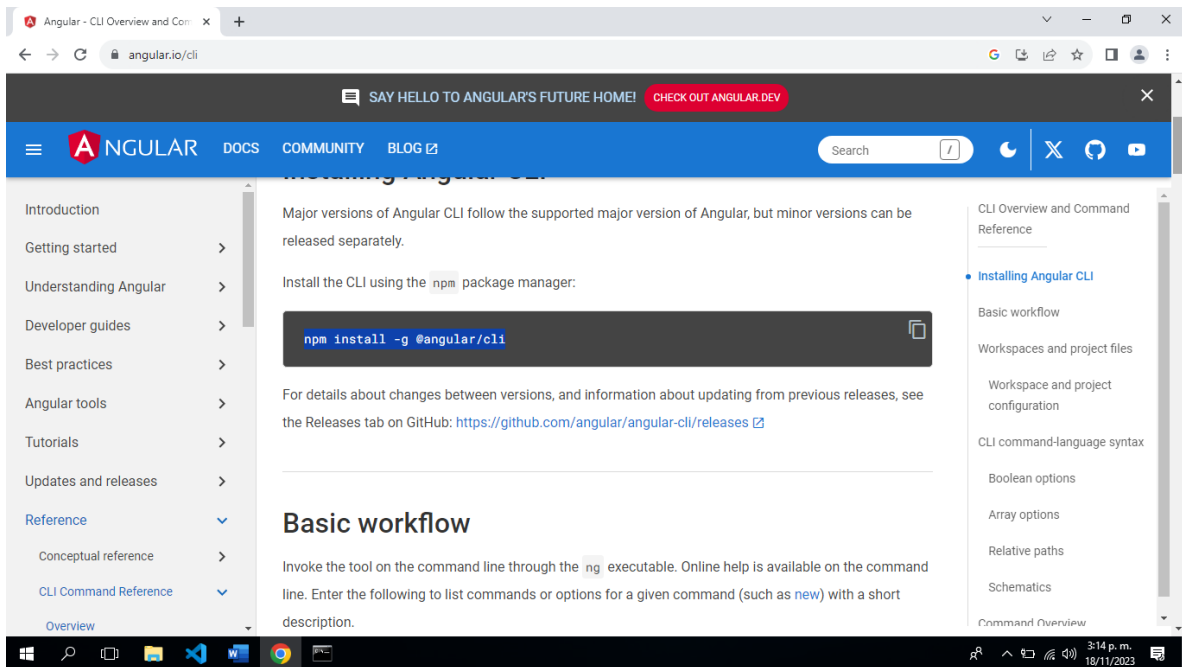 Angular - CLI Overview and Com
angular.io/cli
SAY HELLO TO ANGULAR'S FUTURE HOME! CHECK OUT ANGULAR.DEV
ANGULAR DOCS COMMUNITY BLOG Search /
Introduction
Getting started
Understanding Angular
Developer guides
Best practices
Angular tools
Tutorials
Updates and releases
Reference
Conceptual reference
CLI Command Reference
Overview
Installing Angular CLI
Major versions of Angular CLI follow the supported major version of Angular, but minor versions can be
released separately.
Install the CLI using the npm package manager:
npm install -g @angular/cli
For details about changes between versions, and information about updating from previous releases, see
the Releases tab on GitHub: https://github.com/angular/angular-cli/releases
Basic workflow
Invoke the tool on the command line through the ng executable. Online help is available on the command
line. Enter the following to list commands or options for a given command (such as new) with a short
description.
CLI Overview and Command
Reference
Installing Angular CLI
Basic workflow
Workspaces and project files
Workspace and project
configuration
CLI command-language syntax
Boolean options
Array options
Relative paths
Schematics
Command Overview
3:14 p. m.
18/11/2023